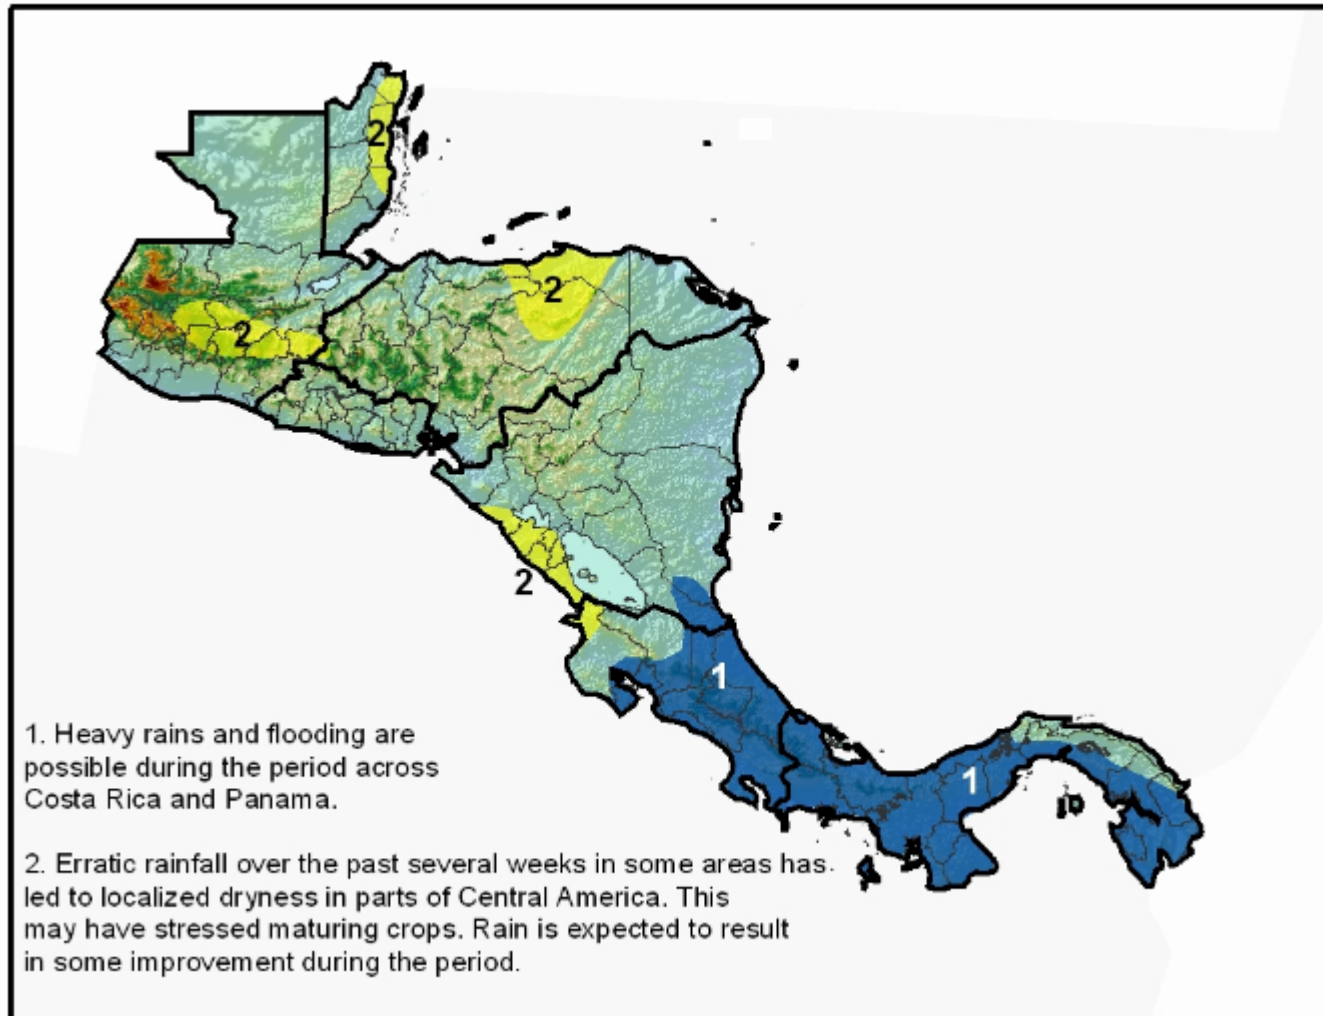 2
2
2
2
1
1
1. Heavy rains and flooding are
possible during the period across
Costa Rica and Panama.
2. Erratic rainfall over the past several weeks in some areas has
led to localized dryness in parts of Central America. This
may have stressed maturing crops. Rain is expected to result
in some improvement during the period.